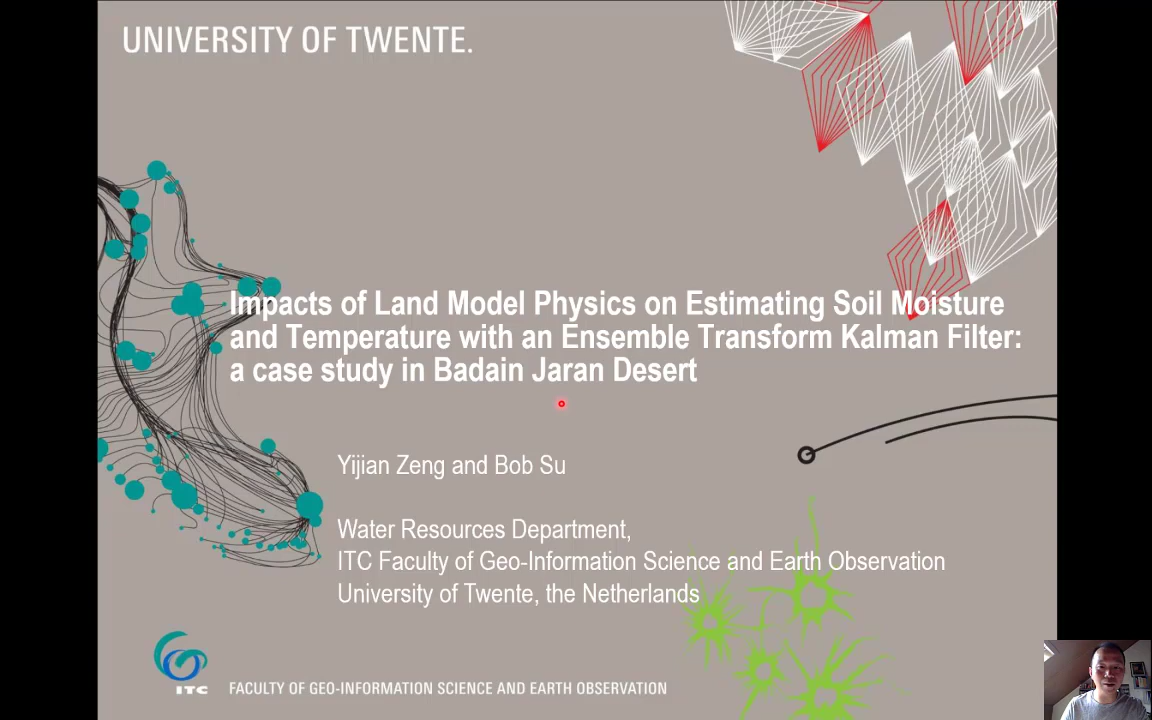 UNIVERSITY OF TWENTE.
Impacts of Land Model Physics on Estimating Soil Moisture
and Temperature with an Ensemble Transform Kalman Filter:
a case study in Badain Jaran Desert
Yijian Zeng and Bob Su
Water Resources Department,
ITC Faculty of Geo-Information Science and Earth Observation
University of Twente, the Netherlands
ITC
FACULTY OF GEO-INFORMATION SCIENCE AND EARTH OBSERVATION